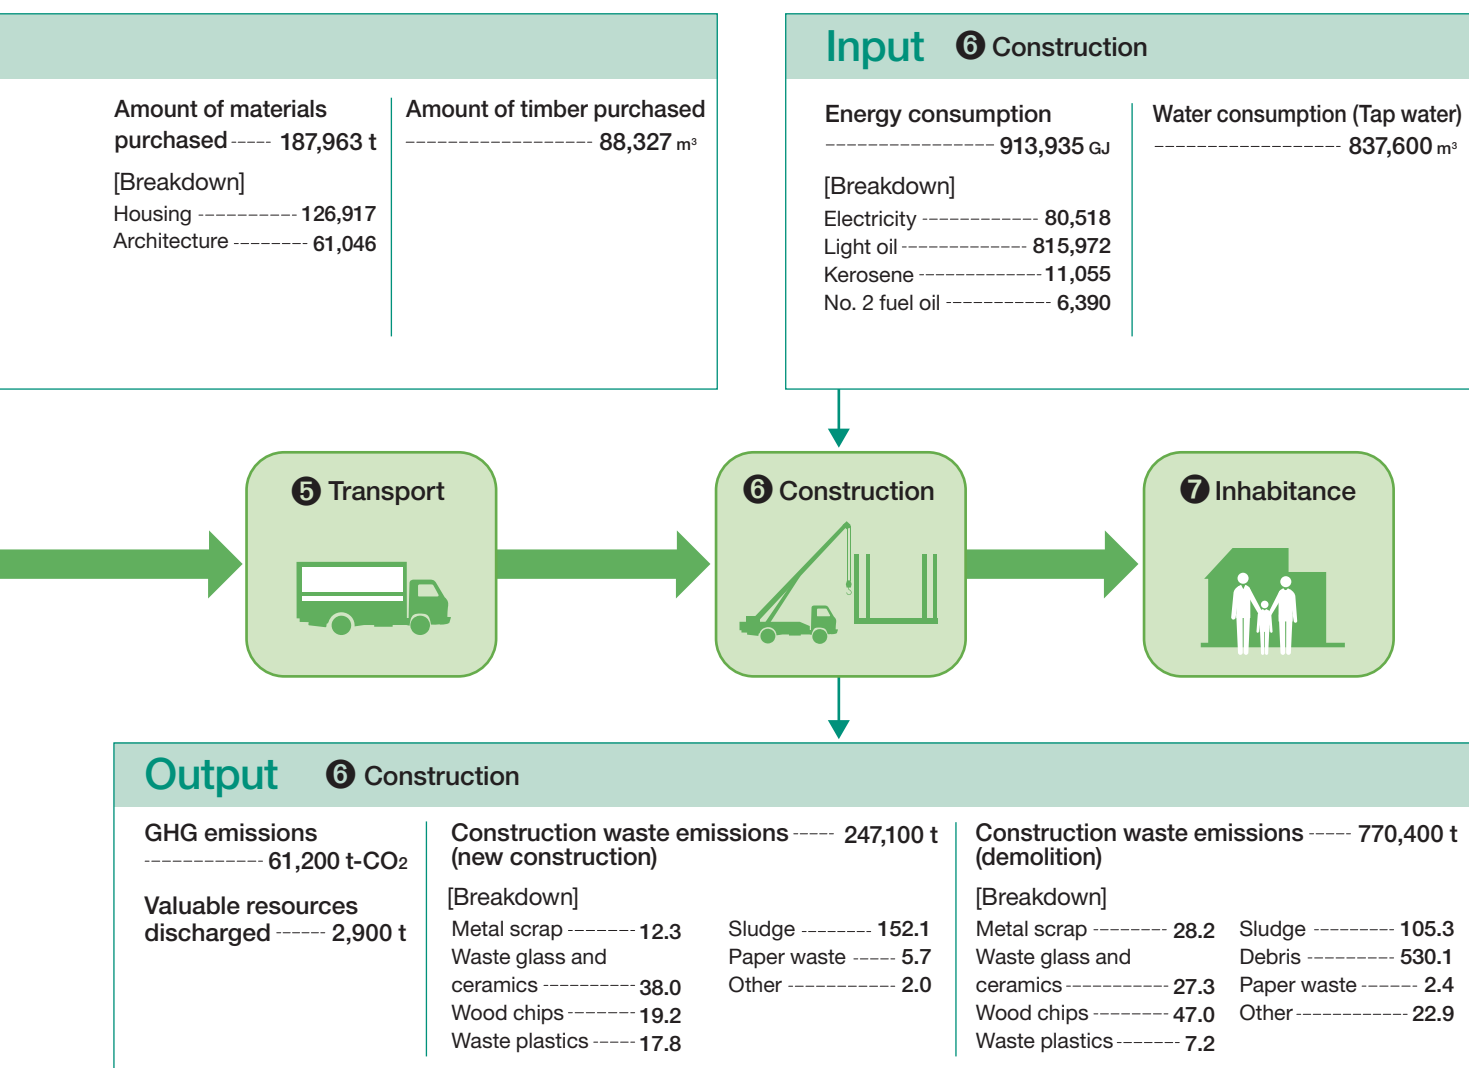 Amount of materials
purchased 187,963 t
[Breakdown]
Housing 126,917
Architecture 61,046
Amount of timber purchased
88,327 m³
Input ❻ Construction
Energy consumption
913,935 GJ
[Breakdown]
Electricity 80,518
Light oil 815,972
Kerosene 11,055
No. 2 fuel oil 6,390
Water consumption (Tap water)
837,600 m³
❺ Transport
❻ Construction
❼ Inhabitance
Output ❻ Construction
GHG emissions
61,200 t-CO2
Valuable resources
discharged 2,900 t
Construction waste emissions 247,100 t
(new construction)
[Breakdown]
Metal scrap 12.3
Waste glass and
ceramics 38.0
Wood chips 19.2
Waste plastics 17.8
Sludge 152.1
Paper waste 5.7
Other 2.0
Construction waste emissions 770,400 t
(demolition)
[Breakdown]
Metal scrap 28.2
Waste glass and
ceramics 27.3
Wood chips 47.0
Waste plastics 7.2
Sludge 105.3
Debris 530.1
Paper waste 2.4
Other 22.9